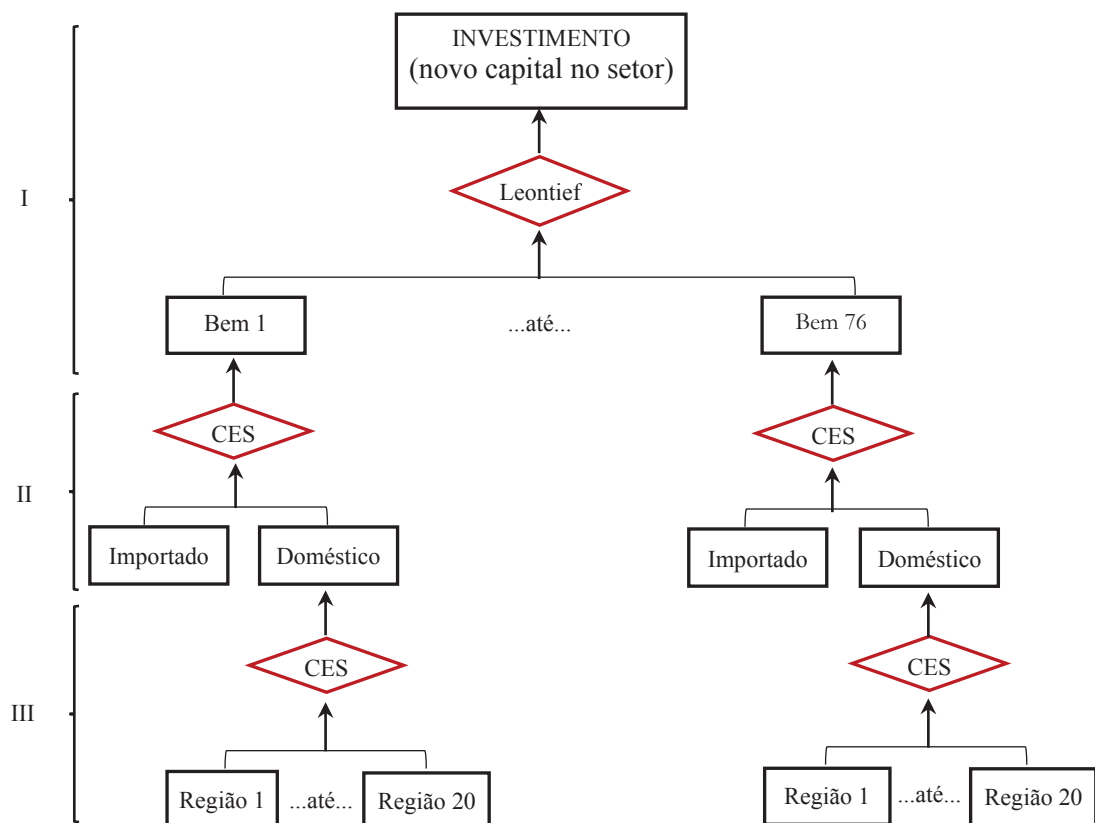 INVESTIMENTO
(novo capital no setor)
I
Leontief
Bem 1
...até...
Bem 76
CES
CES
II
Importado
Doméstico
Importado
Doméstico
CES
CES
III
Região 1
...até...
Região 20
Região 1
...até...
Região 20